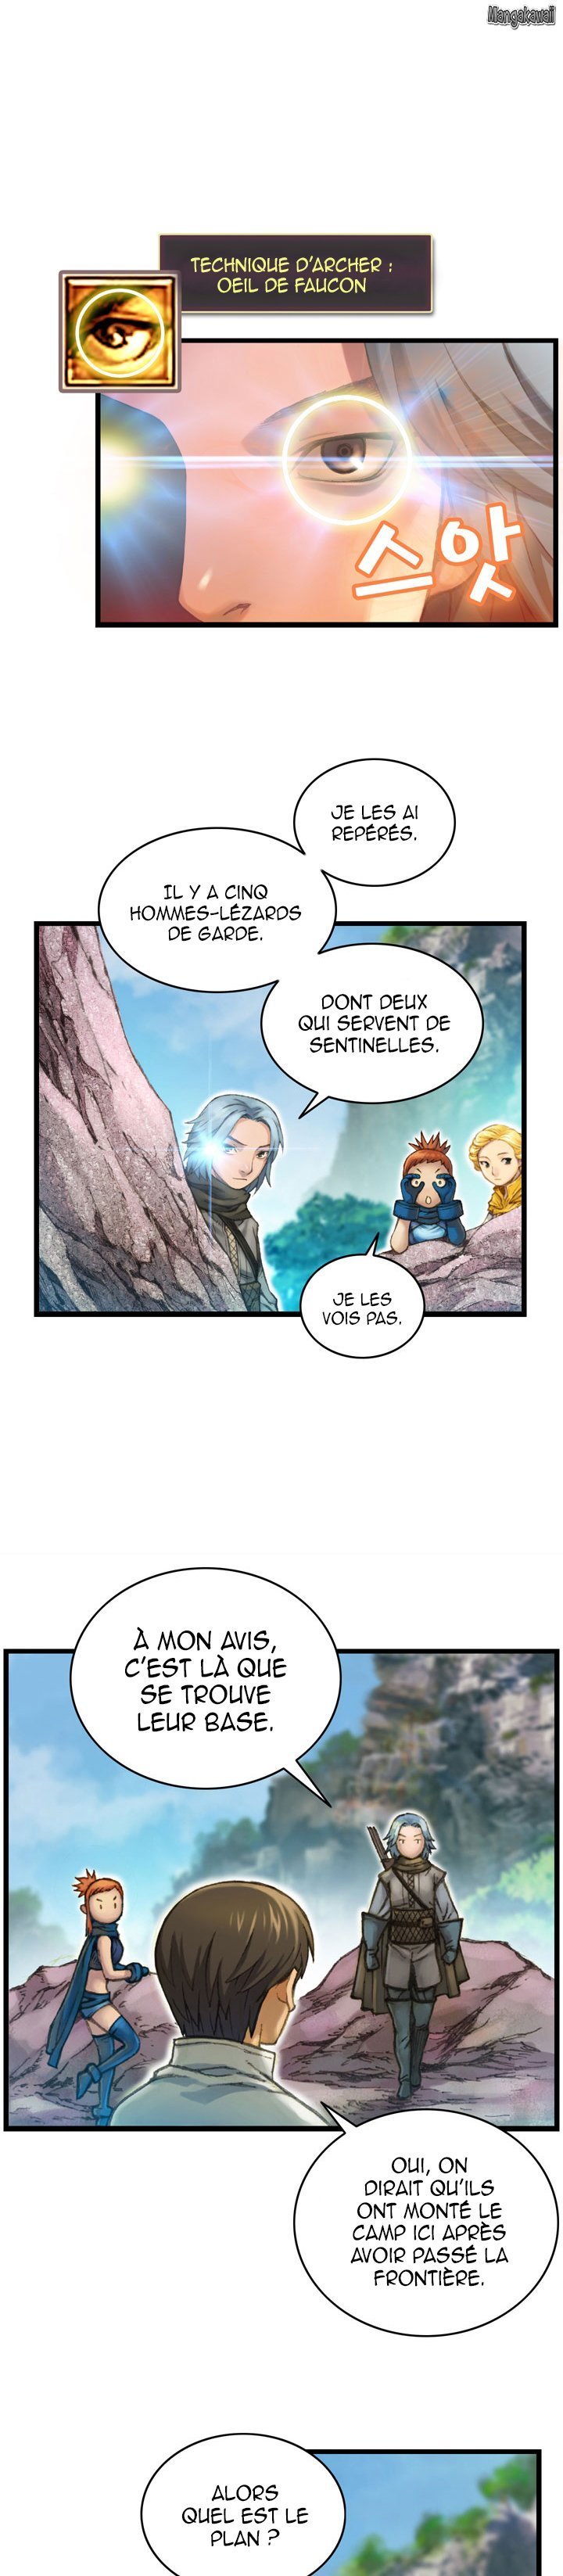 Mangakawaii
TECHNIQUE D'ARCHER :
OEIL DE FAUCON
스앗
JE LES AI
REPÉRÉS.
IL Y A CINQ
HOMMES-LÉZARDS
DE GARDE.
DONT DEUX
QUI SERVENT DE
SENTINELLES.
JE LES
VOIS PAS.
À MON AVIS,
C'EST LÀ QUE
SE TROUVE
LEUR BASE.
OUI, ON
DIRAIT QU'ILS
ONT MONTÉ LE
CAMP ICI APRÈS
AVOIR PASSÉ LA
FRONTIÈRE.
ALORS
QUEL EST LE
PLAN ?